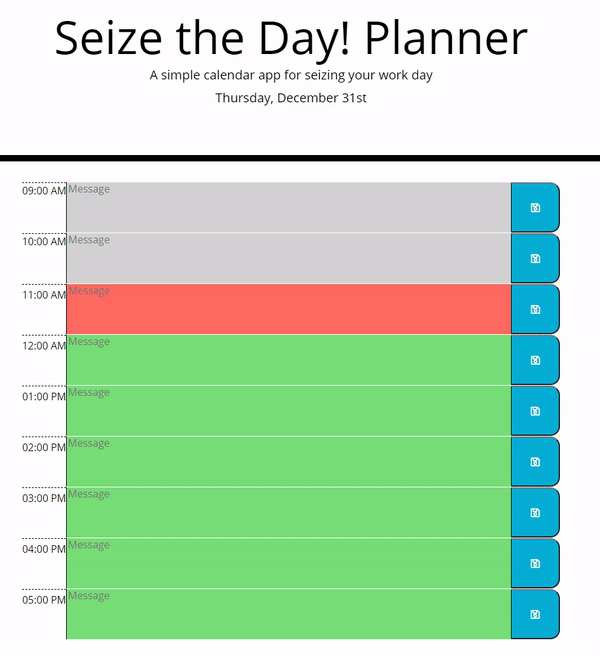 Seize the Day! Planner
A simple calendar app for seizing your work day
Thursday, December 31st
09:00 AM Message
10:00 AM Message
11:00 AM Message
12:00 AM Message
01:00 PM Message
02:00 PM Message
03:00 PM Message
04:00 PM Message
05:00 PM Message